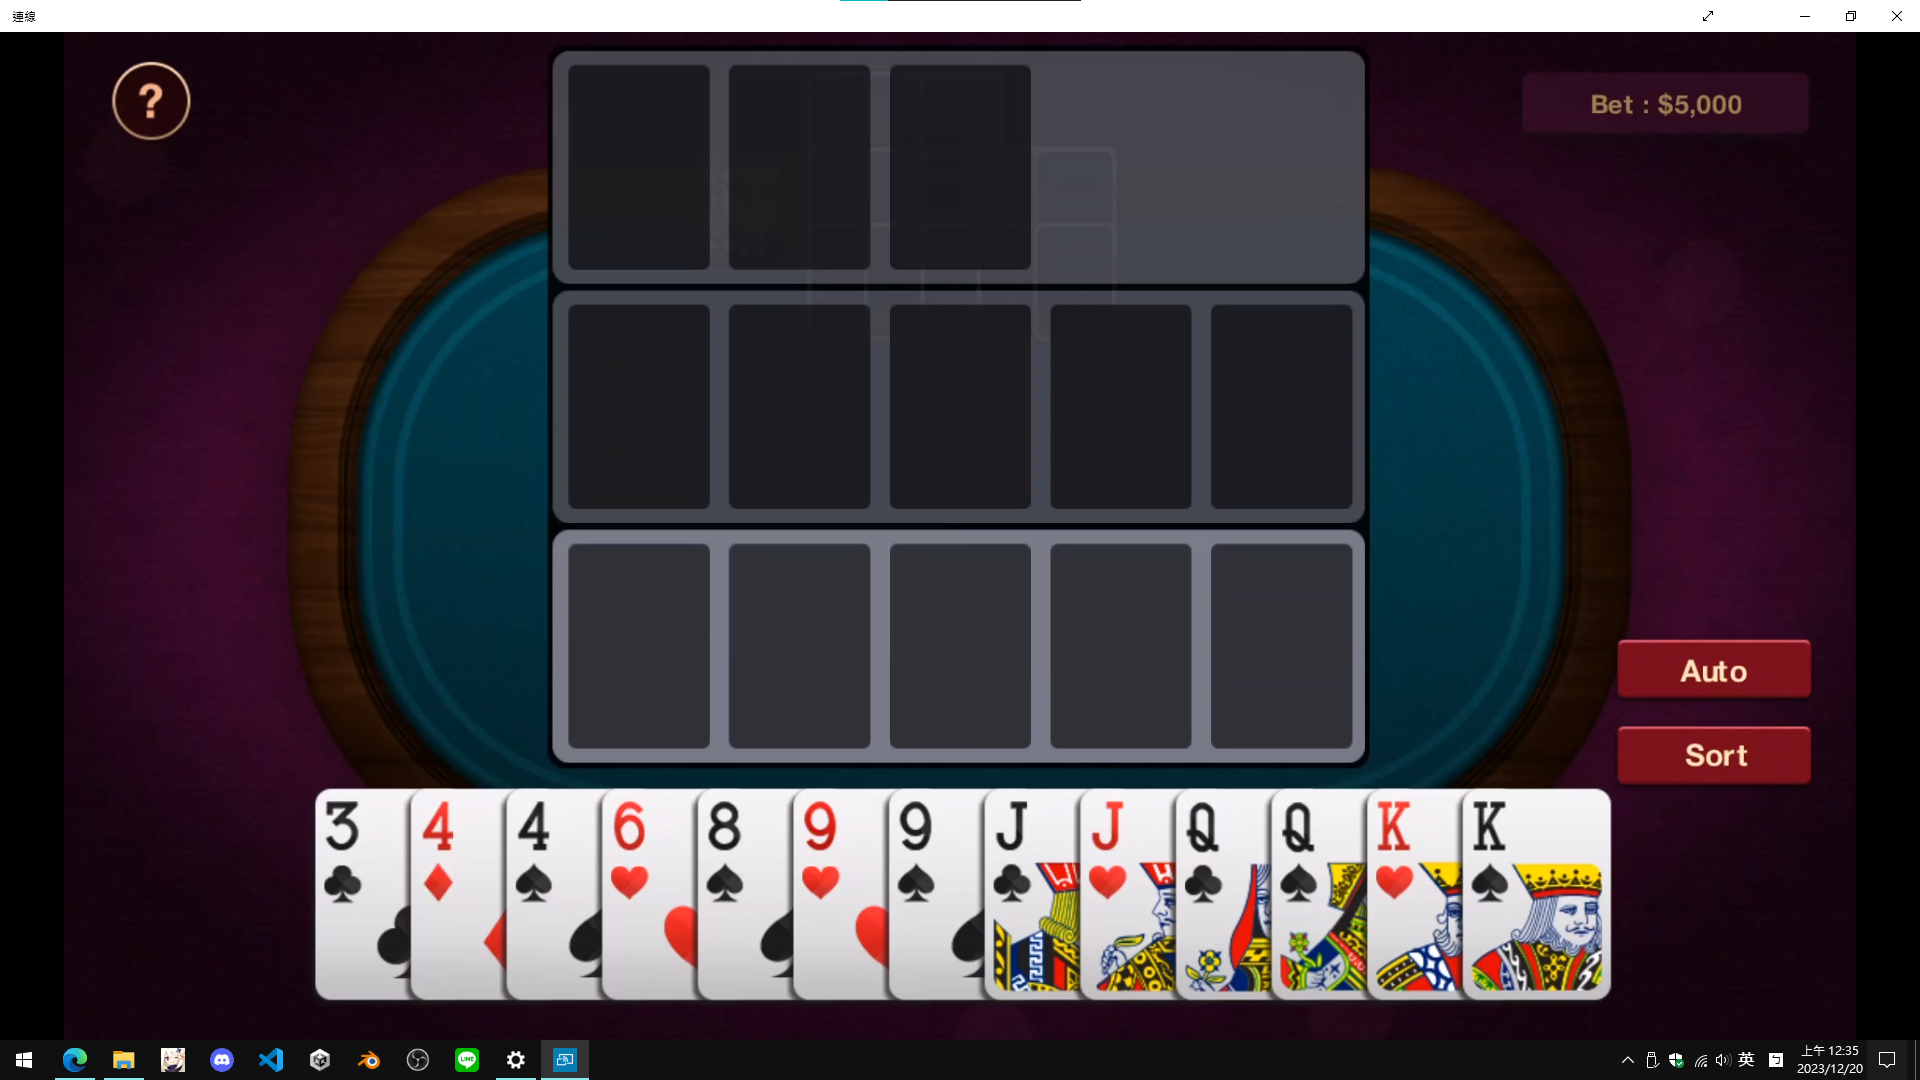 連線
?
Bet : $5,000
Auto
Sort
3 4 4 6 8 9 9 J J Q Q K K
LINE
英
上午 12:35
2023/12/20